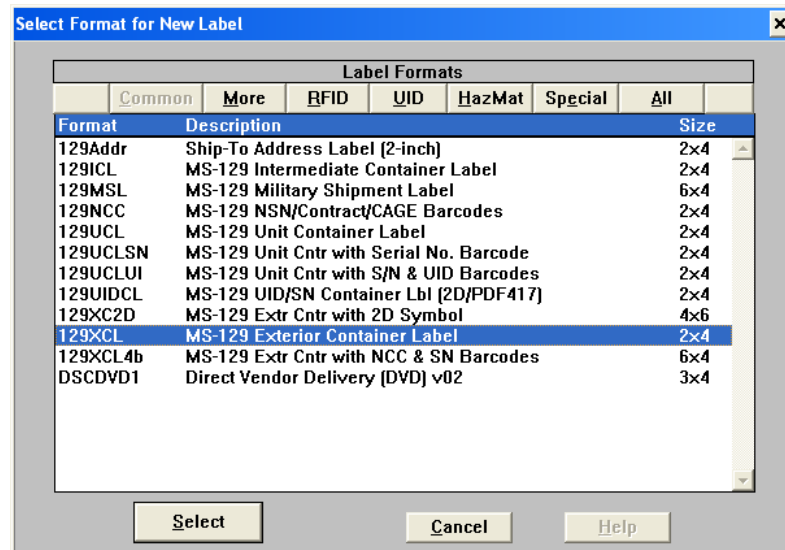 Select Format for New Label
Label Formats
Common More RFID UID HazMat Special All
Format Description Size
129Addr Ship-To Address Label (2-inch) 2x4
129ICL MS-129 Intermediate Container Label 2x4
129MSL MS-129 Military Shipment Label 6x4
129NCC MS-129 NSN/Contract/CAGE Barcodes 2x4
129UCL MS-129 Unit Container Label 2x4
129UCLSN MS-129 Unit Cntr with Serial No. Barcode 2x4
129UCLUI MS-129 Unit Cntr with S/N & UID Barcodes 2x4
129UIDCL MS-129 UID/SN Container Lbl (2D/PDF417) 2x4
129XC2D MS-129 Extr Cntr with 2D Symbol 4x6
129XCL MS-129 Exterior Container Label 2x4
129XCL4b MS-129 Extr Cntr with NCC & SN Barcodes 6x4
DSCDVD1 Direct Vendor Delivery (DVD) v02 3x4
Select Cancel Help